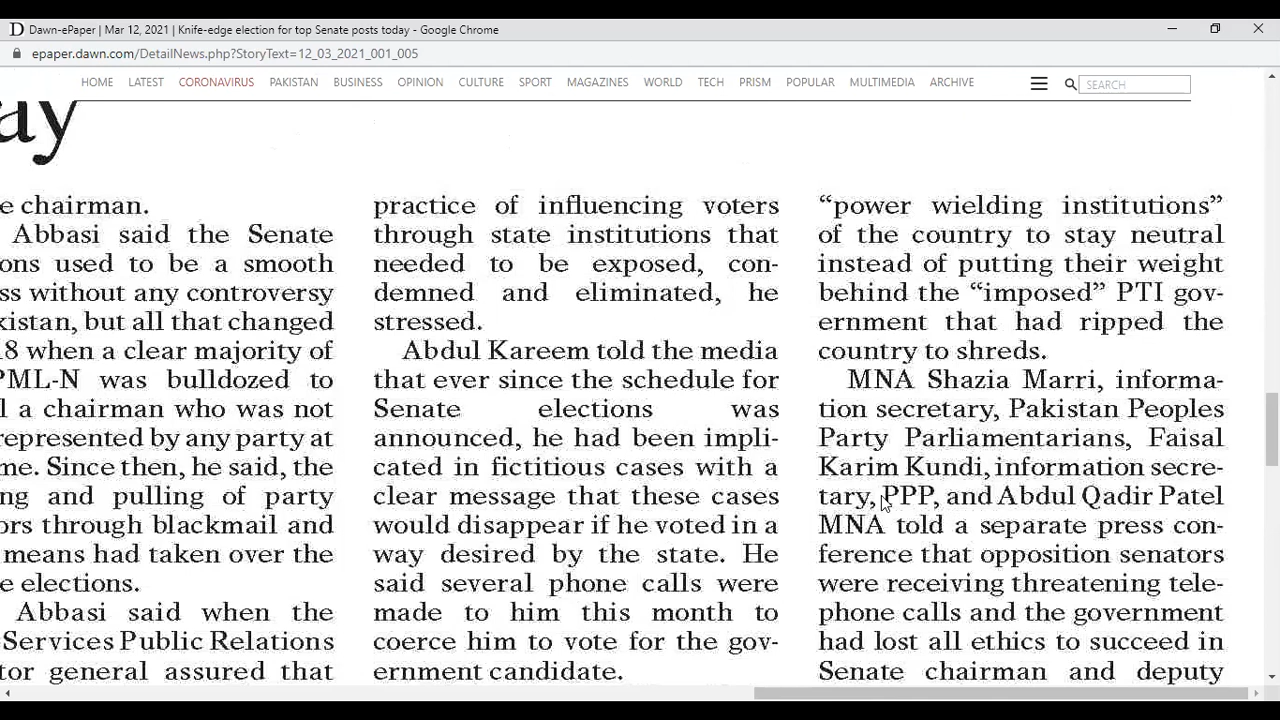 Dawn-ePaper | Mar 12, 2021 | Knife-edge election for top Senate posts today - Google Chrome
epaper.dawn.com/DetailNews.php?StoryText=12_03_2021_001_005
HOME LATEST CORONAVIRUS PAKISTAN BUSINESS OPINION CULTURE SPORT MAGAZINES WORLD TECH PRISM POPULAR MULTIMEDIA ARCHIVE SEARCH
ay
e chairman.
Abbasi said the Senate
ons used to be a smooth
ss without any controversy
kistan, but all that changed
18 when a clear majority of
PML-N was bulldozed to
l a chairman who was not
represented by any party at
me. Since then, he said, the
ng and pulling of party
ors through blackmail and
means had taken over the
e elections.
Abbasi said when the
Services Public Relations
tor general assured that
practice of influencing voters
through state institutions that
needed to be exposed, con-
demned and eliminated, he
stressed.
Abdul Kareem told the media
that ever since the schedule for
Senate elections was
announced, he had been impli-
cated in fictitious cases with a
clear message that these cases
would disappear if he voted in a
way desired by the state. He
said several phone calls were
made to him this month to
coerce him to vote for the gov-
ernment candidate.
“power wielding institutions”
of the country to stay neutral
instead of putting their weight
behind the “imposed” PTI gov-
ernment that had ripped the
country to shreds.
MNA Shazia Marri, informa-
tion secretary, Pakistan Peoples
Party Parliamentarians, Faisal
Karim Kundi, information secre-
tary, PPP, and Abdul Qadir Patel
MNA told a separate press con-
ference that opposition senators
were receiving threatening tele-
phone calls and the government
had lost all ethics to succeed in
Senate chairman and deputy